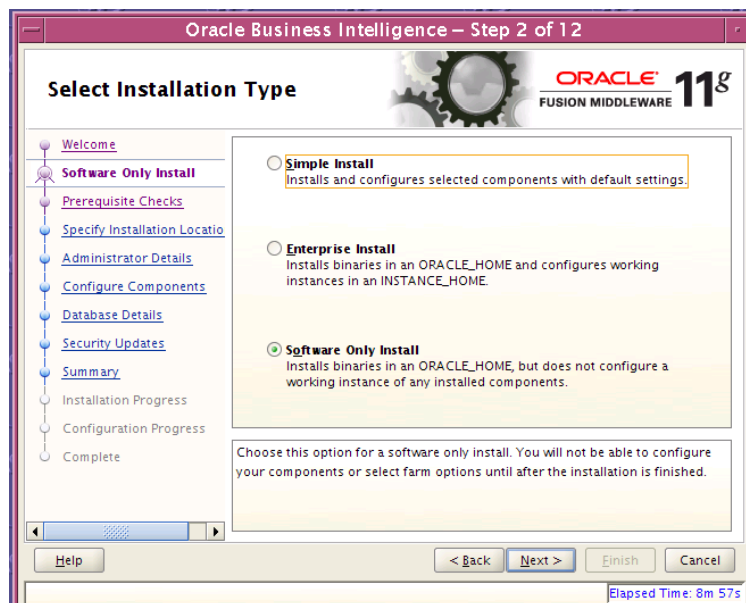 Oracle Business Intelligence – Step 2 of 12
Select Installation Type
ORACLE
FUSION MIDDLEWARE
11g
Welcome
Software Only Install
Prerequisite Checks
Specify Installation Locatio
Administrator Details
Configure Components
Database Details
Security Updates
Summary
Installation Progress
Configuration Progress
Complete
Simple Install
Installs and configures selected components with default settings.
Enterprise Install
Installs binaries in an ORACLE_HOME and configures working
instances in an INSTANCE_HOME.
Software Only Install
Installs binaries in an ORACLE_HOME, but does not configure a
working instance of any installed components.
Choose this option for a software only install. You will not be able to configure
your components or select farm options until after the installation is finished.
Help
< Back
Next >
Finish
Cancel
Elapsed Time: 8m 57s